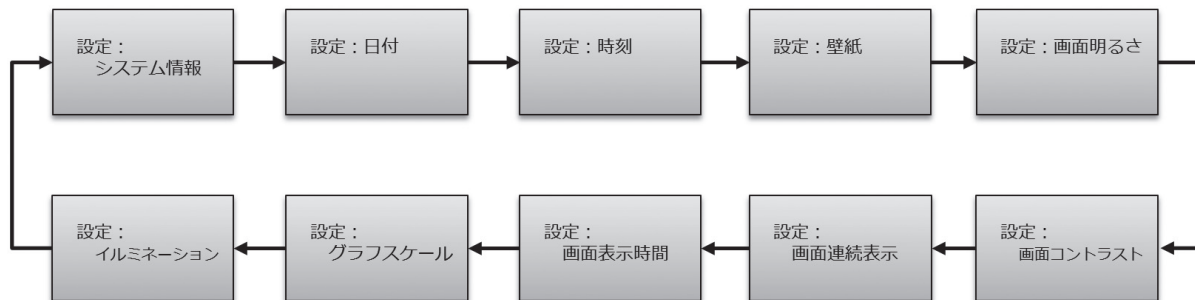 設定：
システム情報
設定：日付
設定：時刻
設定：壁紙
設定：画面明るさ
設定：
画面コントラスト
設定：
画面連続表示
設定：
画面表示時間
設定：
グラフスケール
設定：
イルミネーション